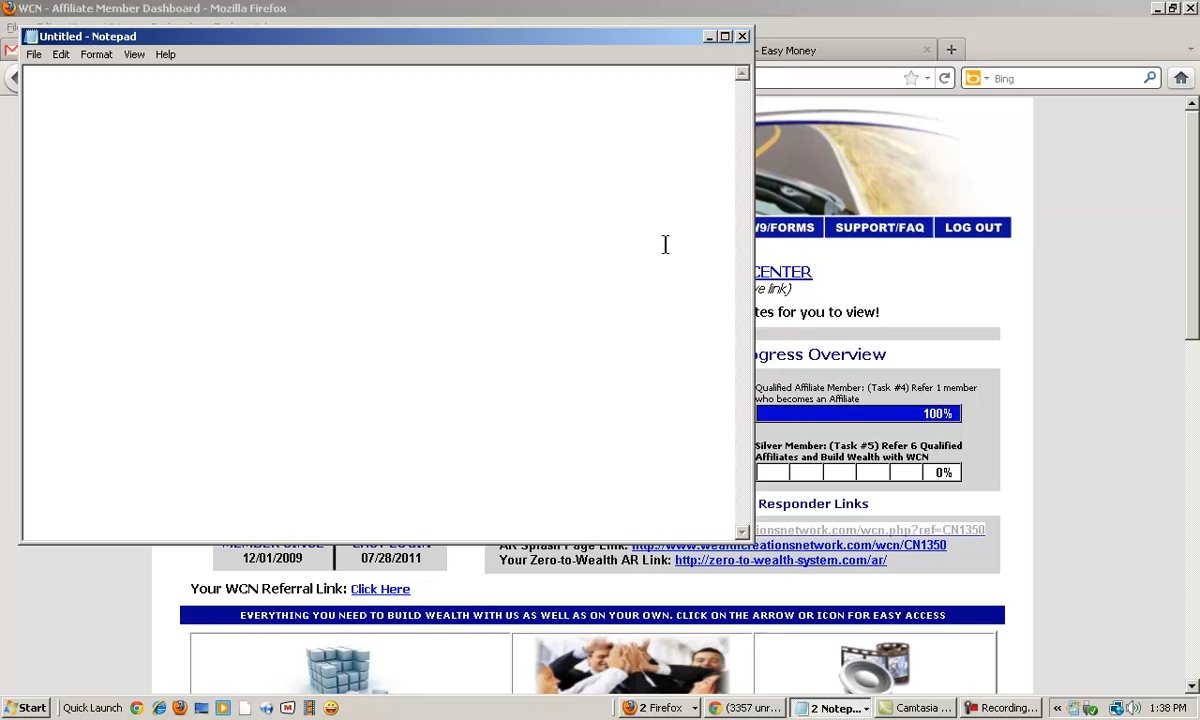 WCN - Affiliate Member Dashboard - Mozilla Firefox
Untitled - Notepad
File Edit Format View Help
- Easy Money
Bing
W9/FORMS SUPPORT/FAQ LOG OUT
CENTER
ve link)
tes for you to view!
ogress Overview
Qualified Affiliate Member: (Task #4) Refer 1 member
who becomes an Affiliate
100%
Silver Member: (Task #5) Refer 6 Qualified
Affiliates and Build Wealth with WCN
0%
Responder Links
ionsnetwork.com/wcn.php?ref=CN1350
MEMBER SINCE LAST LOGIN
12/01/2009 07/28/2011
AR Splash Page Link: http://www.wealthcreationsnetwork.com/wcn/CN1350
Your Zero-to-Wealth AR Link: http://zero-to-wealth-system.com/ar/
Your WCN Referral Link: Click Here
EVERYTHING YOU NEED TO BUILD WEALTH WITH US AS WELL AS ON YOUR OWN. CLICK ON THE ARROW OR ICON FOR EASY ACCESS
Start Quick Launch 2 Firefox (3357 unr... 2 Notep... Camtasia ... Recording... 1:38 PM